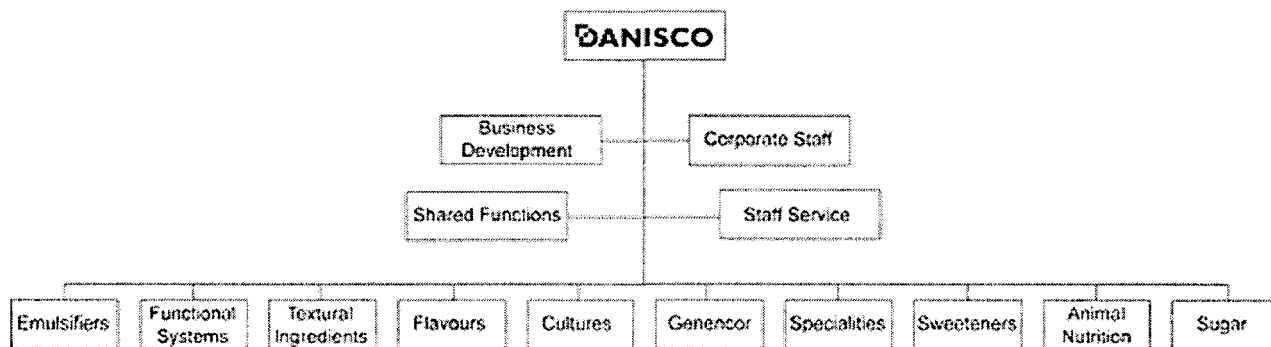 DANISCO
Business
Development
Corporate Staff
Shared Functions
Staff Service
Emulsifiers
Functional
Systems
Textural
Ingredients
Flavours
Cultures
Genencor
Specialities
Sweeteners
Animal
Nutrition
Sugar